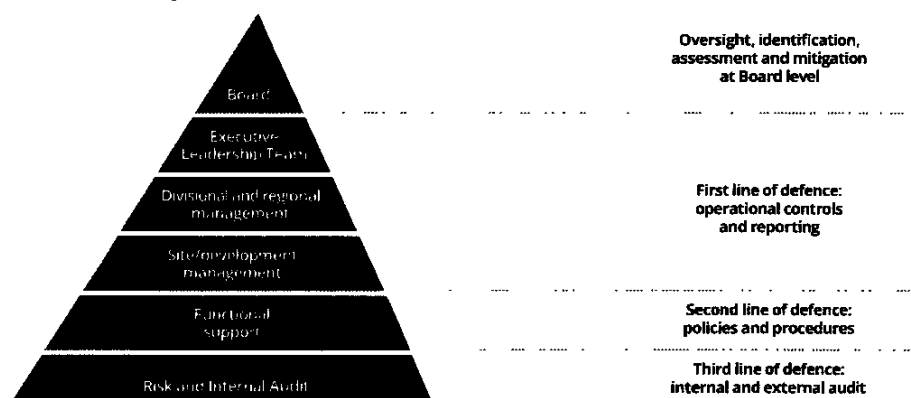 Oversight, identification,
assessment and mitigation
at Board level
Board
Executive
Leadership Team
Divisional and regional
management
First line of defence:
operational controls
and reporting
Site/development
management
Functional
support
Second line of defence:
policies and procedures
Risk and Internal Audit
Third line of defence:
internal and external audit